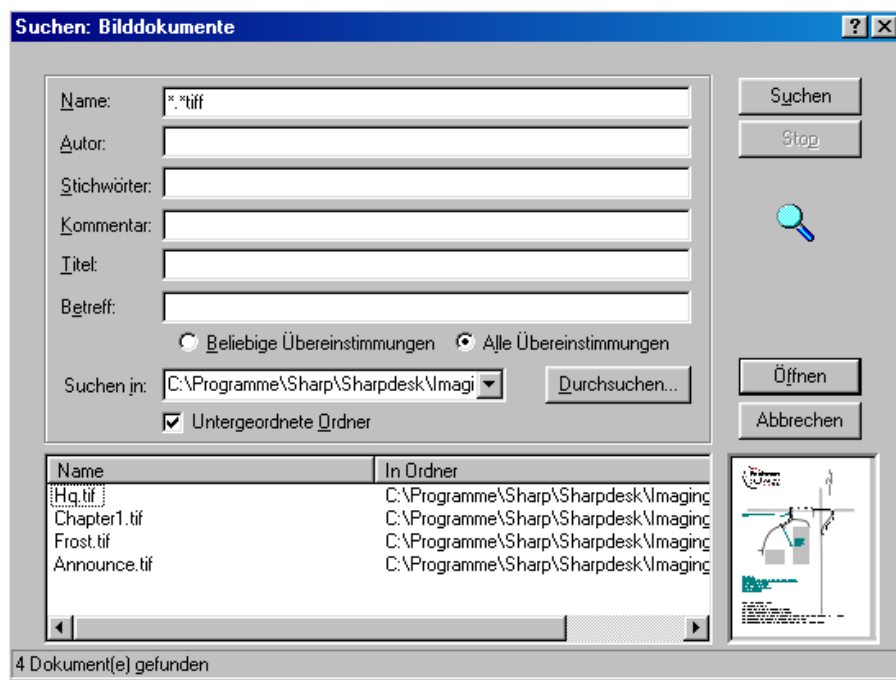 Suchen: Bilddokumente
Name: *.*tiff
Suchen
Autor:
Stop
Stichwörter:
Kommentar:
Titel:
Betreff:
Beliebige Übereinstimmungen Alle Übereinstimmungen
Suchen in: C:\Programme\Sharp\Sharpdesk\Imagi Durchsuchen...
Öffnen
Untergeordnete Ordner
Abbrechen
Name In Ordner
Hq.tif C:\Programme\Sharp\Sharpdesk\Imaging
Chapter1.tif C:\Programme\Sharp\Sharpdesk\Imaging
Frost.tif C:\Programme\Sharp\Sharpdesk\Imaging
Announce.tif C:\Programme\Sharp\Sharpdesk\Imaging
4 Dokument(e) gefunden